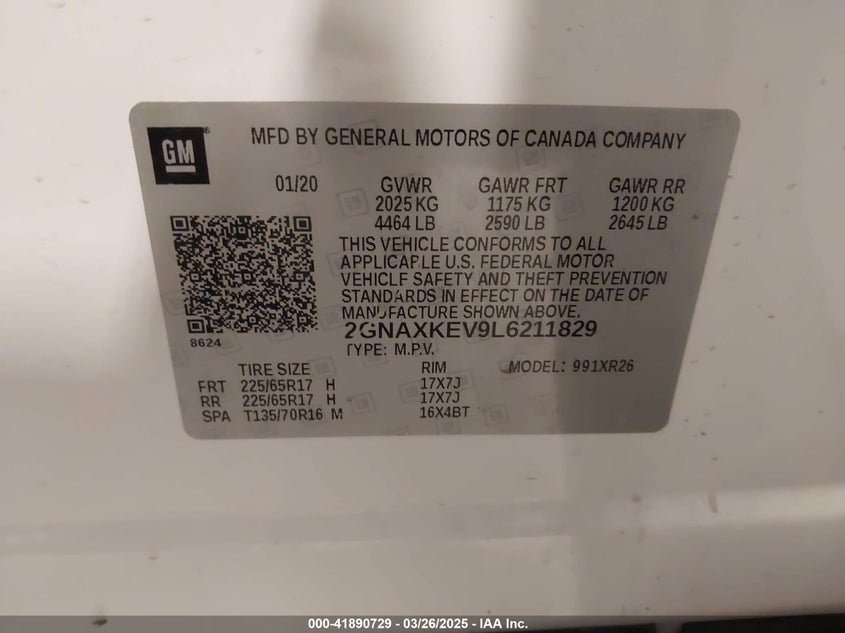 GM
MFD BY GENERAL MOTORS OF CANADA COMPANY
01/20 GVWR GAWR FRT GAWR RR
2025 KG 1175 KG 1200 KG
4464 LB 2590 LB 2645 LB
THIS VEHICLE CONFORMS TO ALL
APPLICABLE U.S. FEDERAL MOTOR
VEHICLE SAFETY AND THEFT PREVENTION
STANDARDS IN EFFECT ON THE DATE OF
MANUFACTURE SHOWN ABOVE.
8624
2GNAXKEV9L6211829
TYPE: M.P.V.
TIRE SIZE RIM MODEL: 991XR26
FRT 225/65R17 H 17X7J
RR 225/65R17 H 17X7J
SPA T135/70R16 M 16X4BT
000-41890729 — 03/26/2025 - IAA Inc.